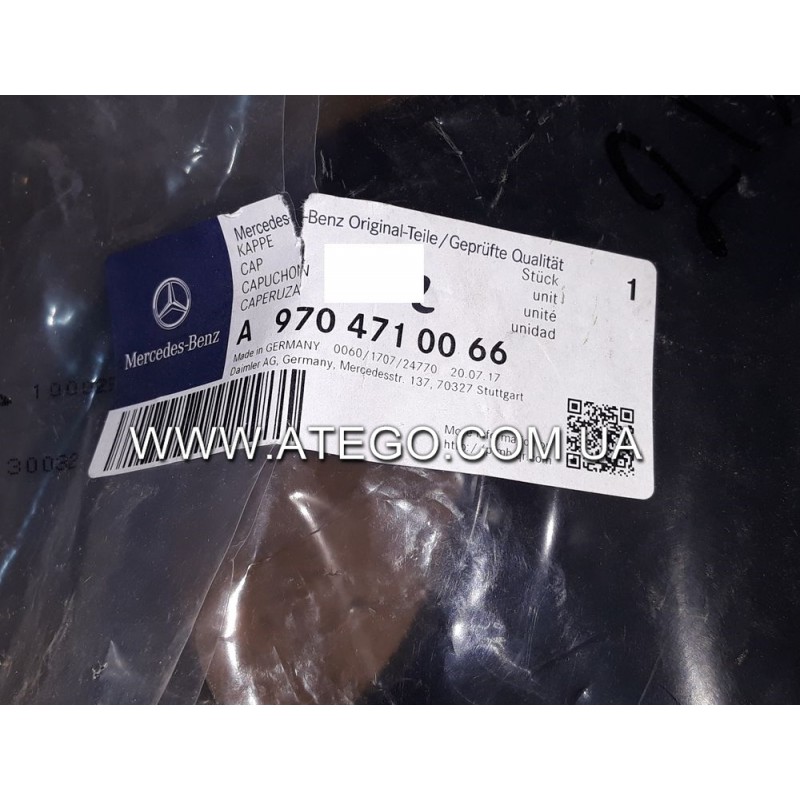 Mercedes-Benz Original-Teile/Geprüfte Qualität
KAPPE
CAP
CAPUCHON
CAPERUZA
Stück
unit
unité
unidad
1
A 970 471 00 66
Mercedes-Benz
Made in GERMANY 0060/1707/24770 20.07.17
Daimler AG, Germany, Mercedesstr. 137, 70327 Stuttgart
WWW.ATEGO.COM.UA